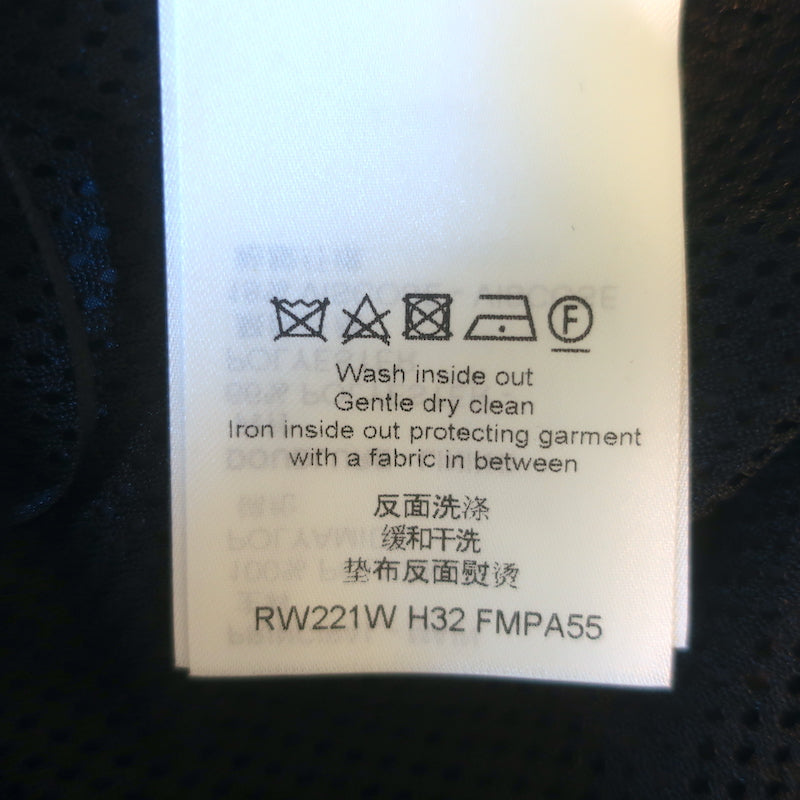 F
Wash inside out
Gentle dry clean
Iron inside out protecting garment
with a fabric in between
反面洗涤
缓和干洗
垫布反面熨烫
RW221W H32 FMPA55